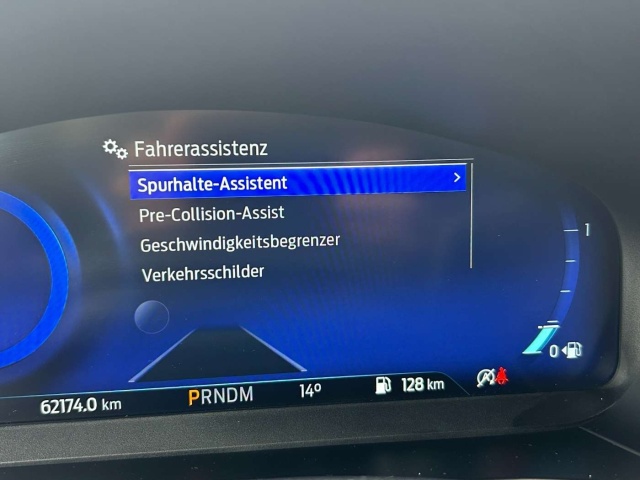 Fahrerassistenz
Spurhalte-Assistent >
Pre-Collision-Assist
Geschwindigkeitsbegrenzer
Verkehrsschilder
1
0
62174.0 km PRNDM 14° 128 km